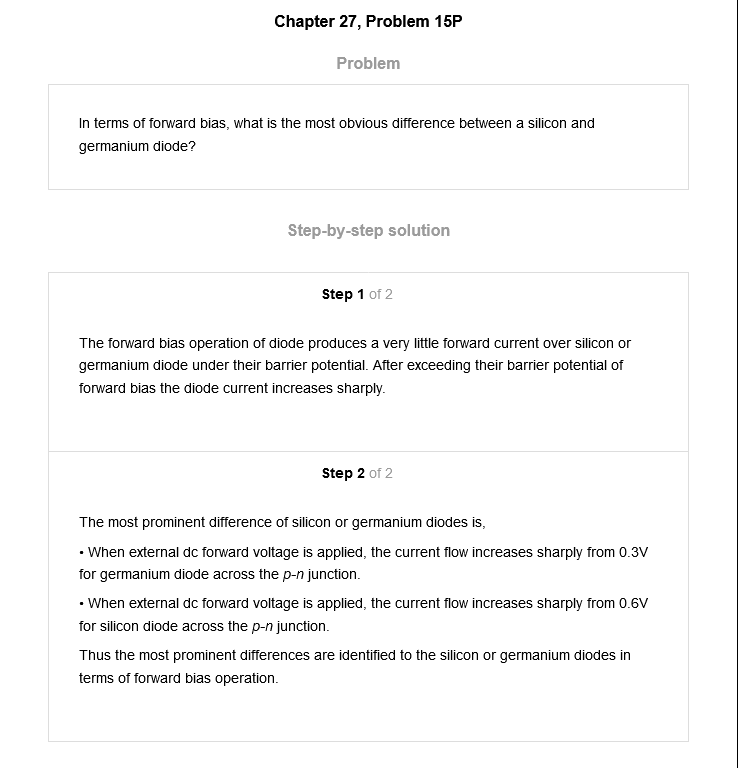 Chapter 27, Problem 15P
Problem
In terms of forward bias, what is the most obvious difference between a silicon and
germanium diode?
Step-by-step solution
Step 1 of 2
The forward bias operation of diode produces a very little forward current over silicon or
germanium diode under their barrier potential. After exceeding their barrier potential of
forward bias the diode current increases sharply.
Step 2 of 2
The most prominent difference of silicon or germanium diodes is,
• When external dc forward voltage is applied, the current flow increases sharply from 0.3V
for germanium diode across the p-n junction.
• When external dc forward voltage is applied, the current flow increases sharply from 0.6V
for silicon diode across the p-n junction.
Thus the most prominent differences are identified to the silicon or germanium diodes in
terms of forward bias operation.